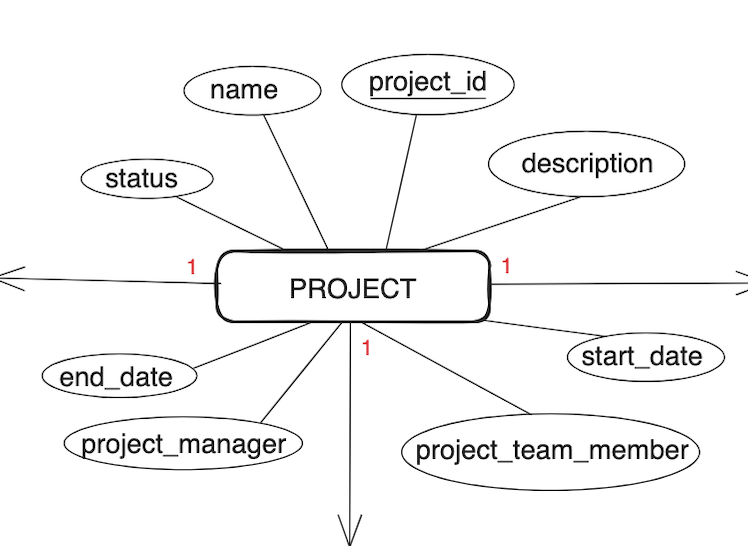 name
project_id
description
status
1
1
PROJECT
1
start_date
end_date
project_manager
project_team_member